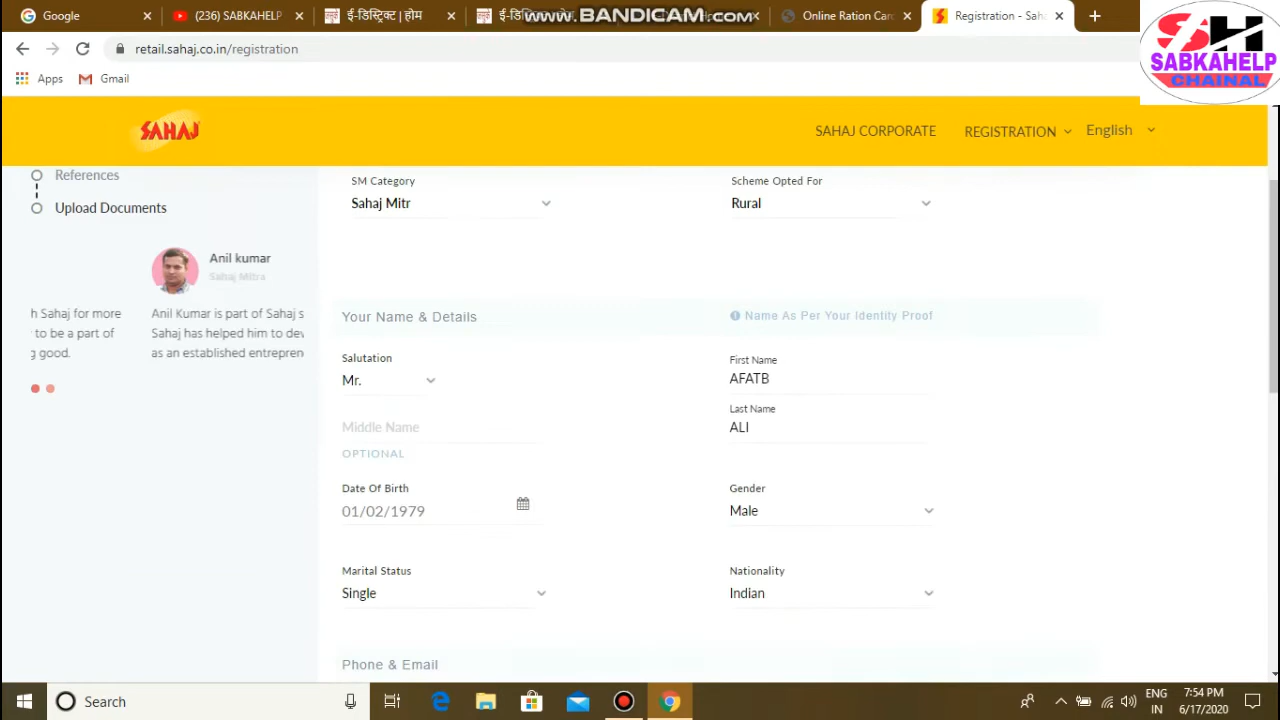 Google
(236) SABKAHELP
ई-डिस्ट्रिक्ट | होम
ई-डि
www.BANDICAM.com
Online Ration Car
Registration - Saha
retail.sahaj.co.in/registration
Apps
Gmail
SH
SABKAHELP
CHAINAL
SAHAJ
SAHAJ CORPORATE
REGISTRATION
English
References
Upload Documents
SM Category
Sahaj Mitr
Scheme Opted For
Rural
Anil kumar
Sahaj Mitra
h Sahaj for more
to be a part of
g good.
Anil Kumar is part of Sahaj s
Sahaj has helped him to dev
as an established entrepren
Your Name & Details
Name As Per Your Identity Proof
Salutation
Mr.
First Name
AFATB
Middle Name
OPTIONAL
Last Name
ALI
Date Of Birth
01/02/1979
Gender
Male
Marital Status
Single
Nationality
Indian
Phone & Email
Search
ENG
IN
7:54 PM
6/17/2020